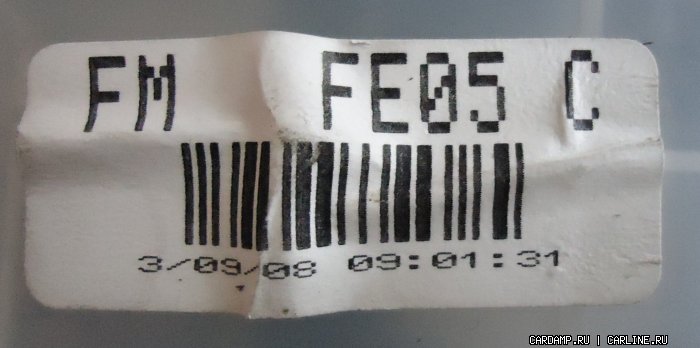 FM FE05 C
3/09/08 09:01:31
CARDAMP.RU | CARLINE.RU